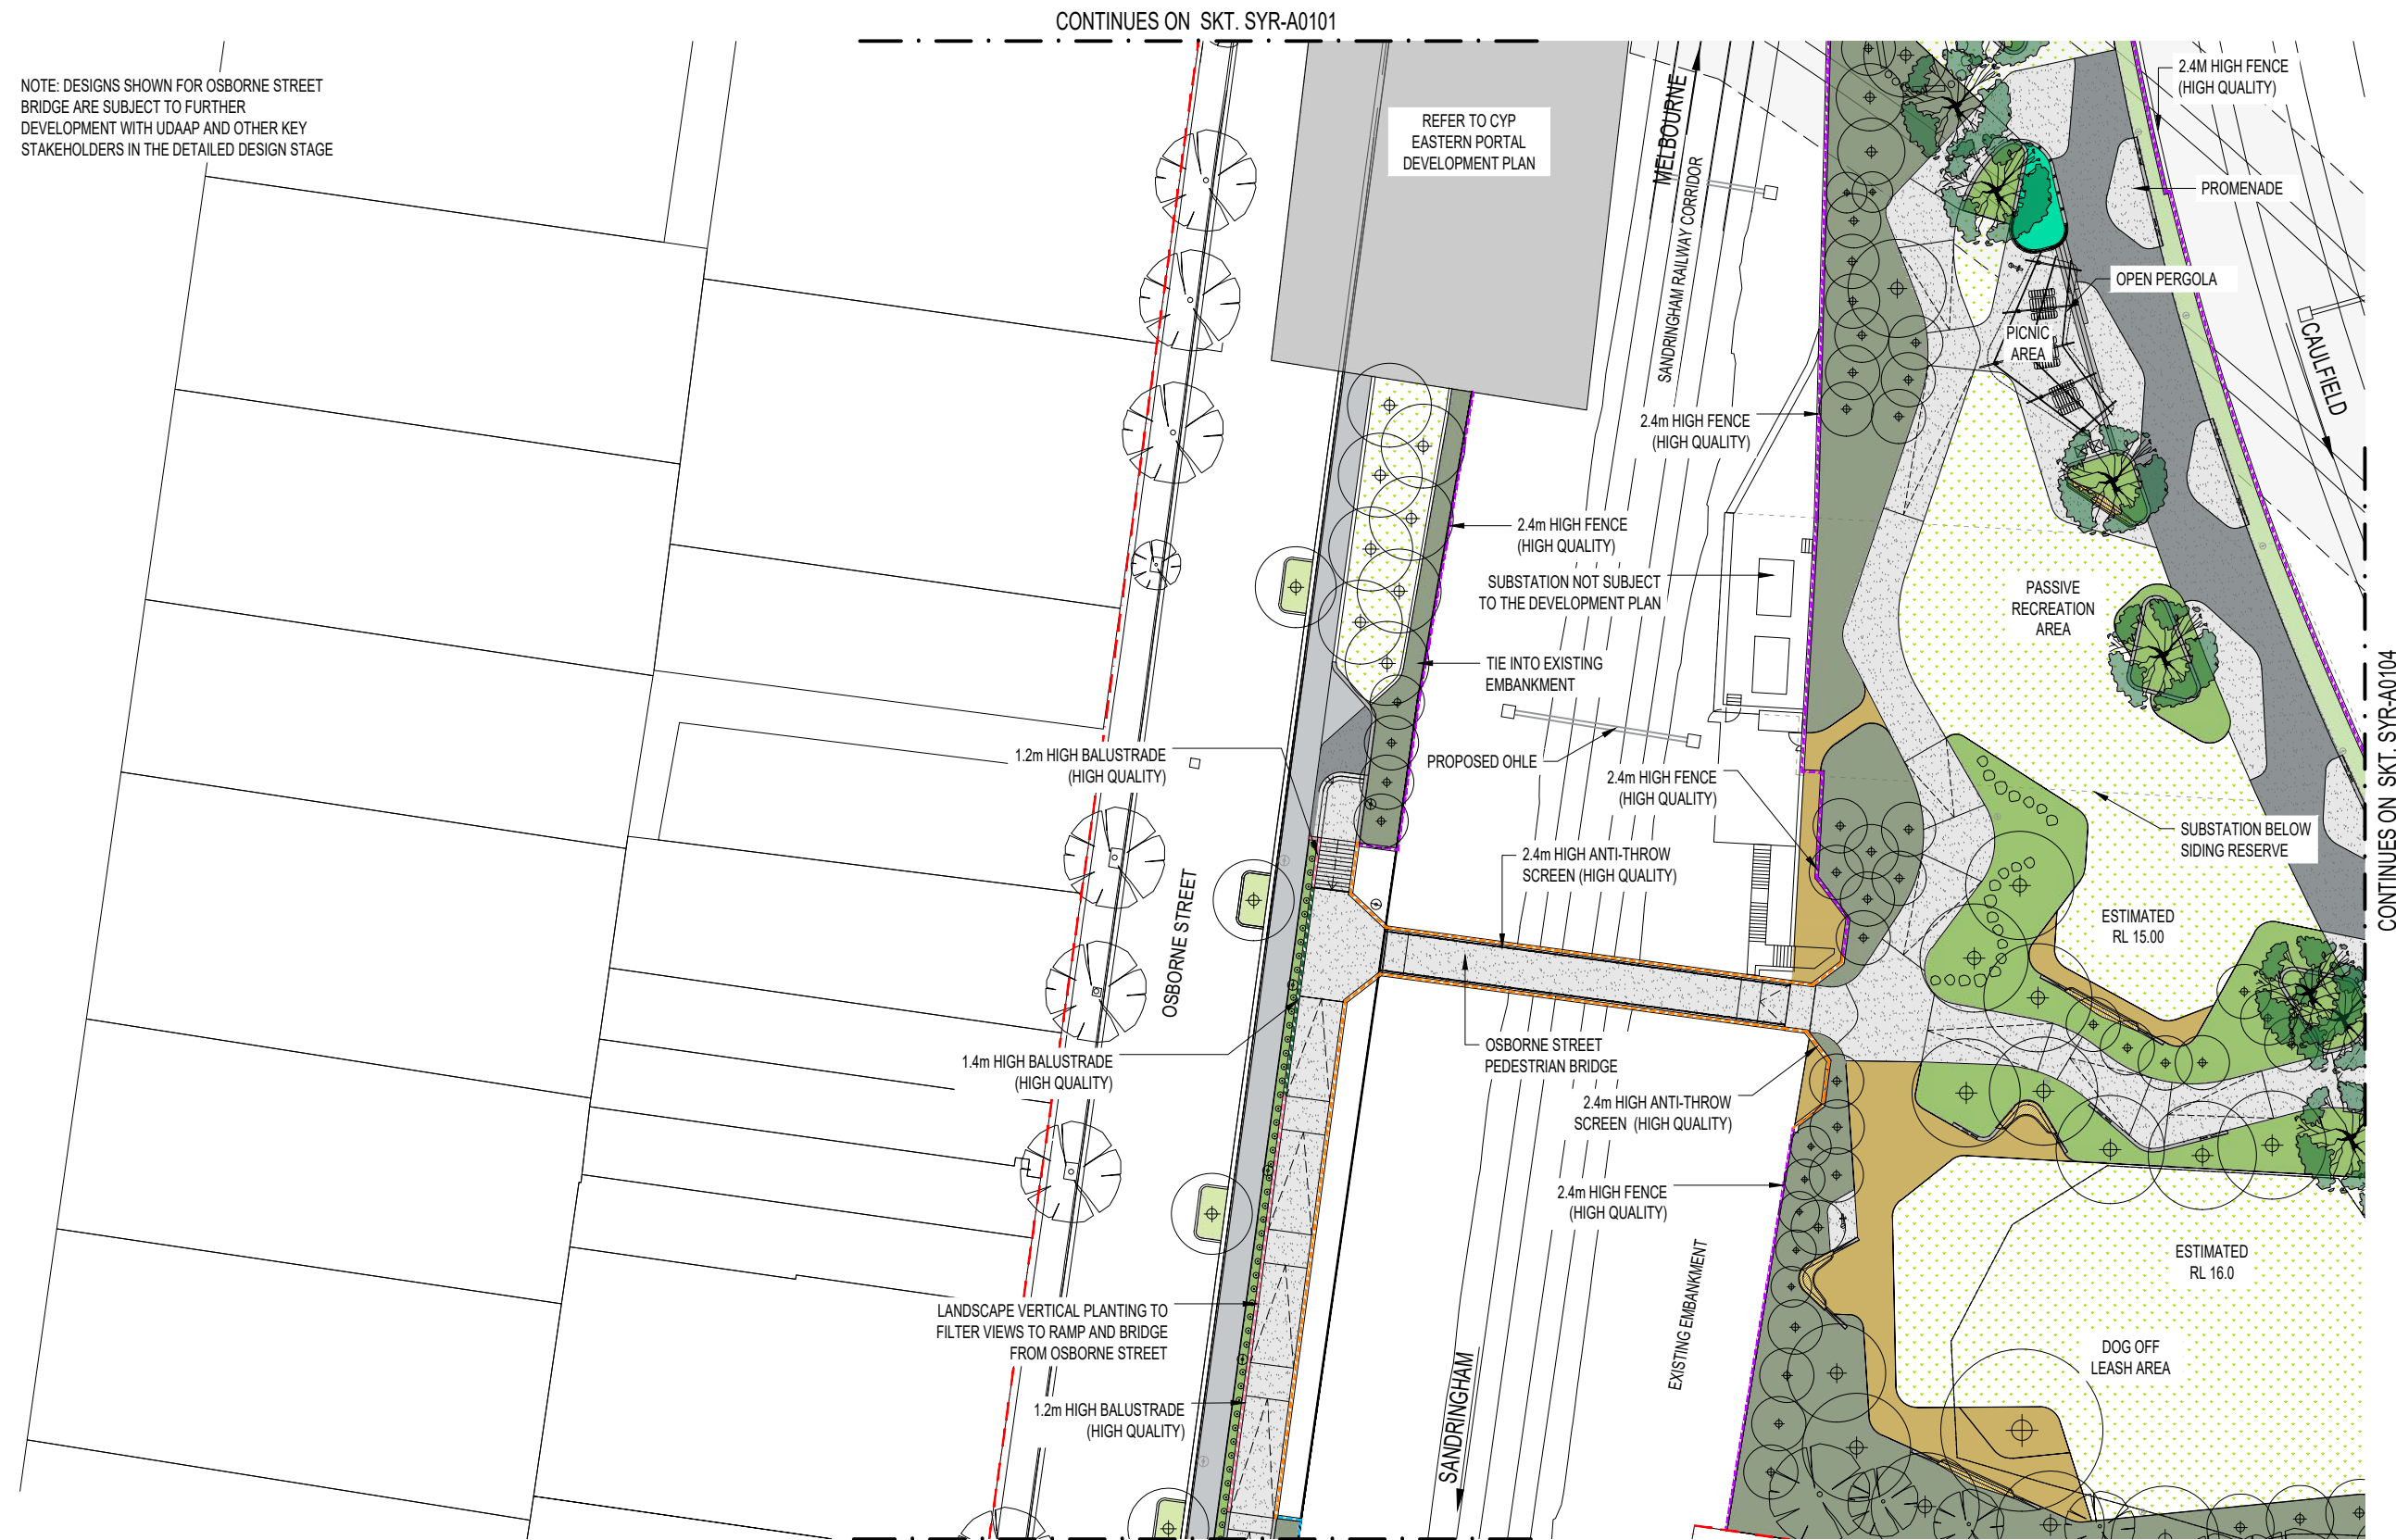 CONTINUES ON SKT. SYR-A0101
NOTE: DESIGNS SHOWN FOR OSBORNE STREET
BRIDGE ARE SUBJECT TO FURTHER
DEVELOPMENT WITH UDAAP AND OTHER KEY
STAKEHOLDERS IN THE DETAILED DESIGN STAGE
REFER TO CYP
EASTERN PORTAL
DEVELOPMENT PLAN
MELBOURNE
SANDRINGHAM RAILWAY CORRIDOR
2.4M HIGH FENCE
(HIGH QUALITY)
PROMENADE
OPEN PERGOLA
PICNIC
AREA
CAULFIELD
2.4m HIGH FENCE
(HIGH QUALITY)
2.4m HIGH FENCE
(HIGH QUALITY)
SUBSTATION NOT SUBJECT
TO THE DEVELOPMENT PLAN
PASSIVE
RECREATION
AREA
TIE INTO EXISTING
EMBANKMENT
CONTINUES ON SKT. SYR-A0104
1.2m HIGH BALUSTRADE
(HIGH QUALITY)
PROPOSED OHLE
2.4m HIGH FENCE
(HIGH QUALITY)
SUBSTATION BELOW
SIDING RESERVE
2.4m HIGH ANTI-THROW
SCREEN (HIGH QUALITY)
OSBORNE STREET
ESTIMATED
RL 15.00
1.4m HIGH BALUSTRADE
(HIGH QUALITY)
OSBORNE STREET
PEDESTRIAN BRIDGE
2.4m HIGH ANTI-THROW
SCREEN (HIGH QUALITY)
2.4m HIGH FENCE
(HIGH QUALITY)
EXISTING EMBANKMENT
ESTIMATED
RL 16.0
LANDSCAPE VERTICAL PLANTING TO
FILTER VIEWS TO RAMP AND BRIDGE
FROM OSBORNE STREET
DOG OFF
LEASH AREA
SANDRINGHAM
1.2m HIGH BALUSTRADE
(HIGH QUALITY)